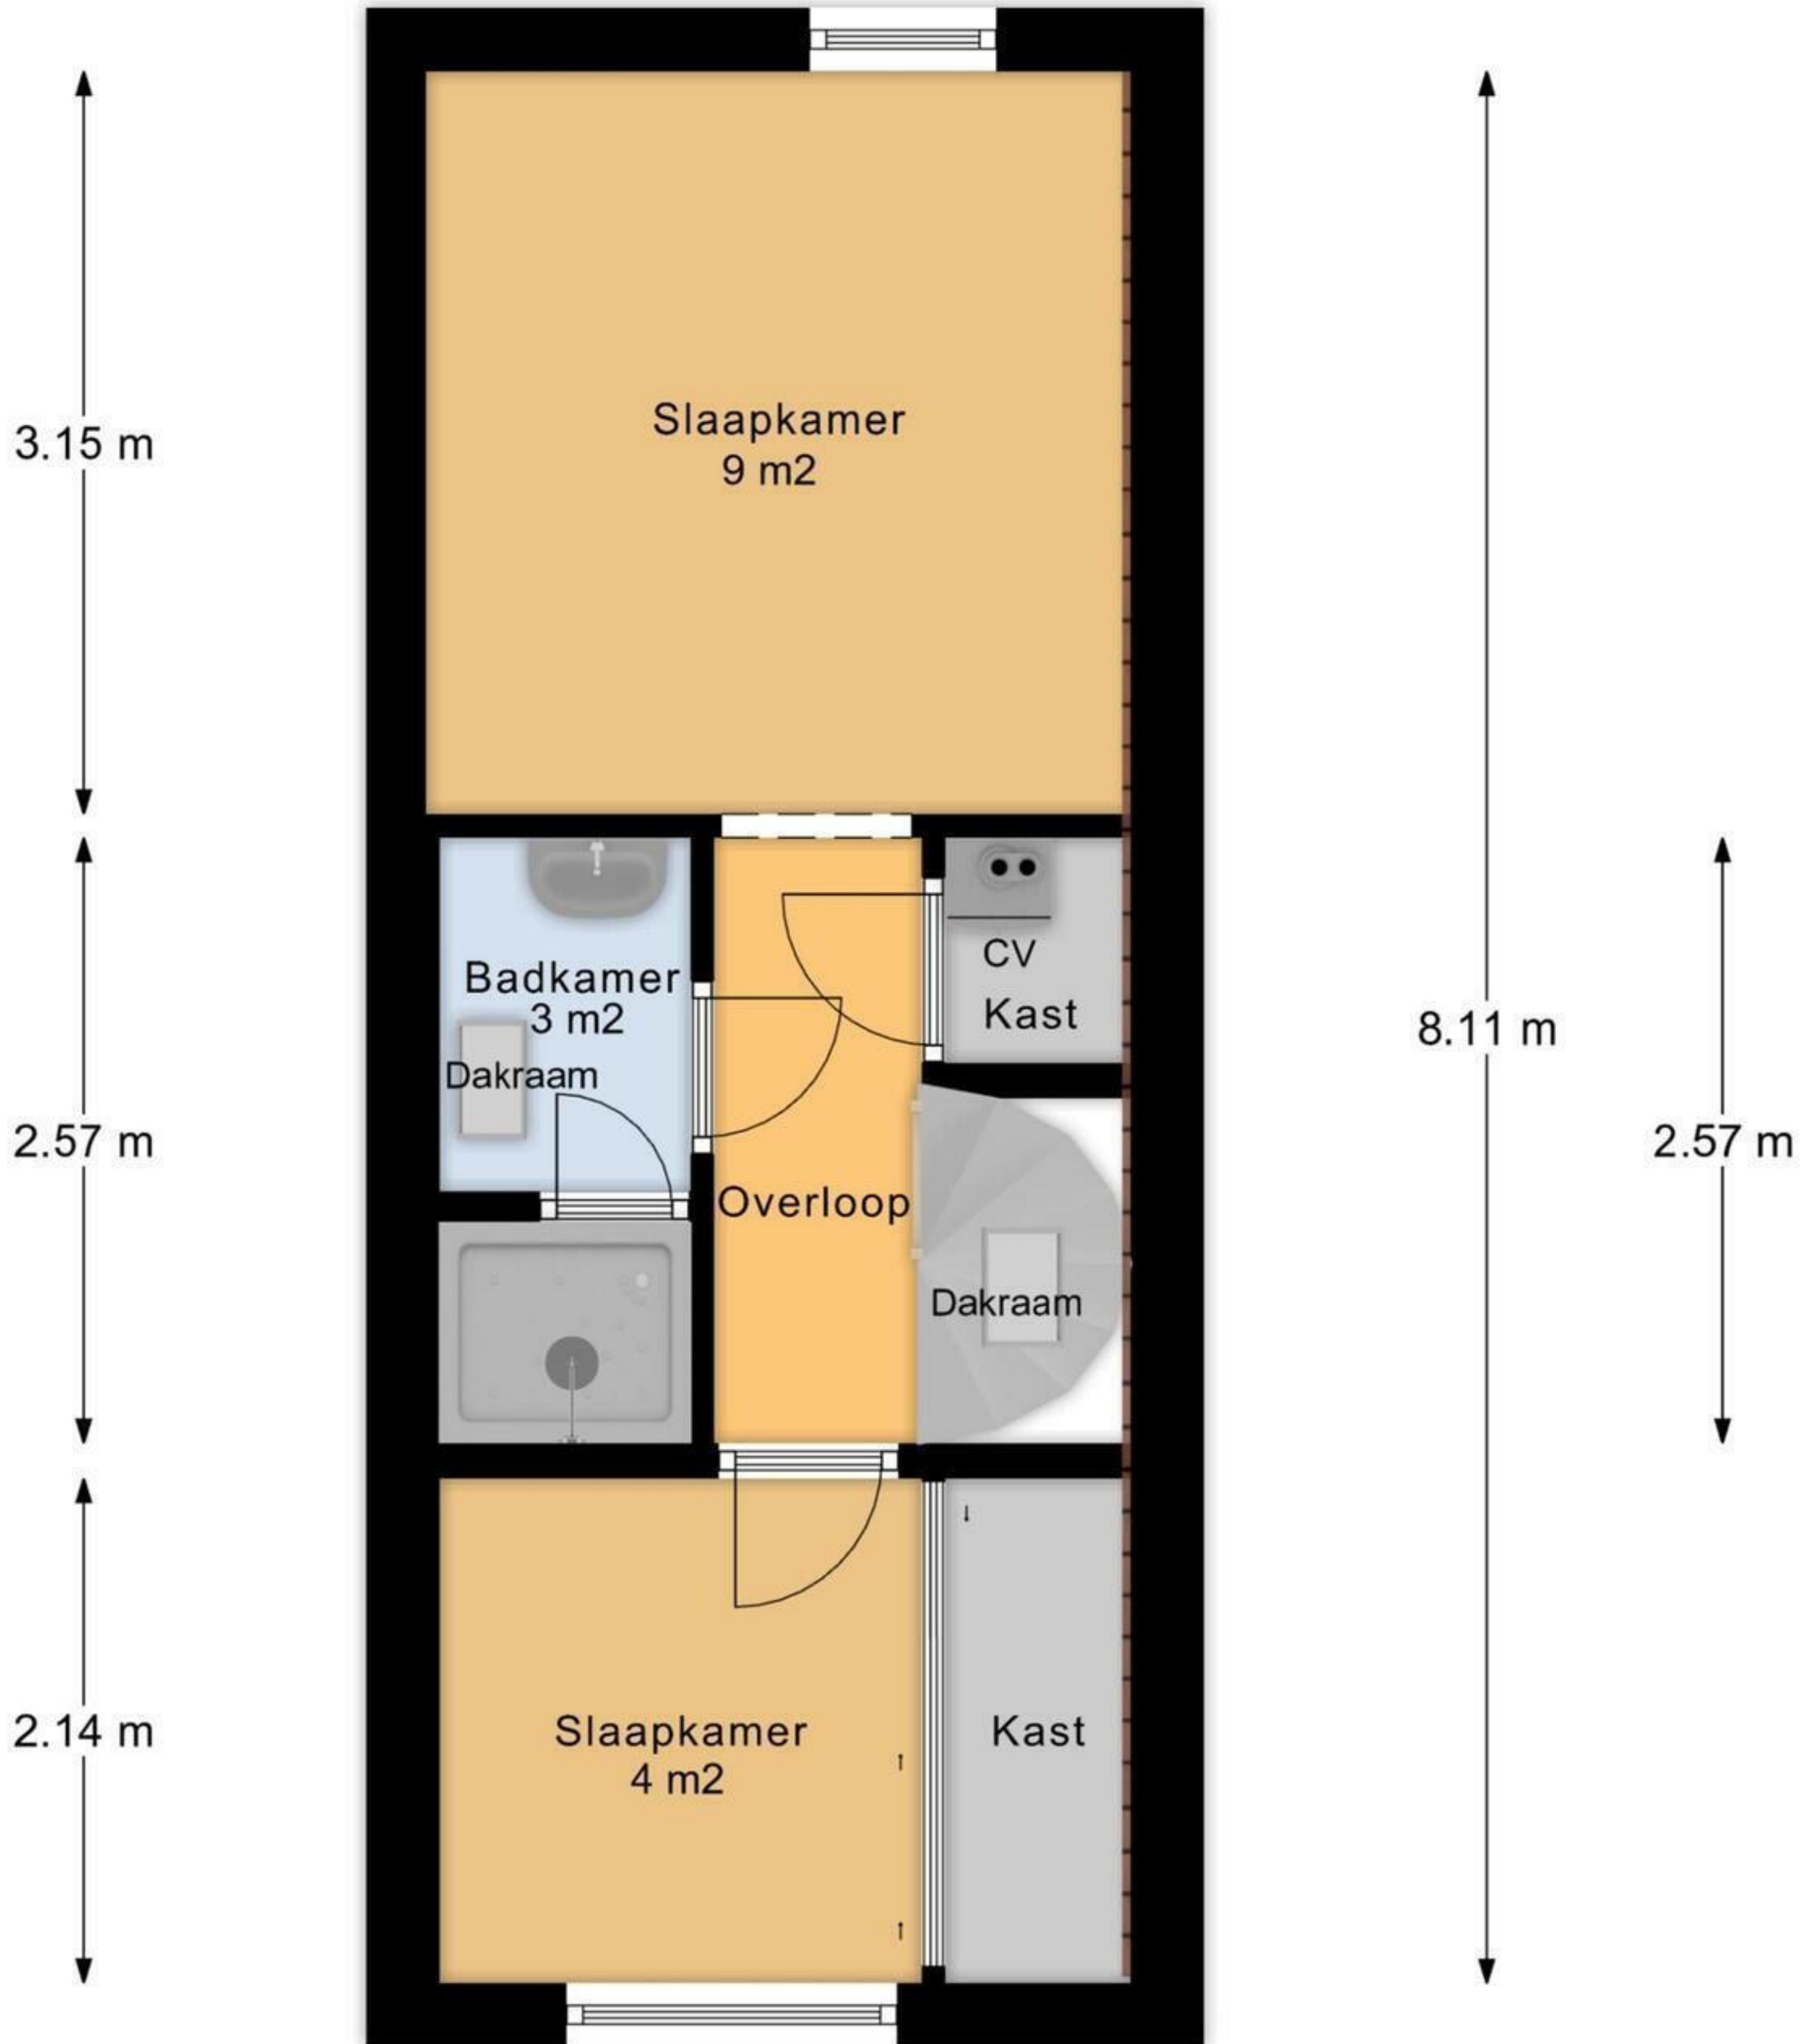 3.15 m
Slaapkamer
9 m2
Badkamer
3 m2
Dakraam
CV
Kast
8.11 m
2.57 m
2.57 m
Overloop
Dakraam
2.14 m
Slaapkamer
4 m2
Kast